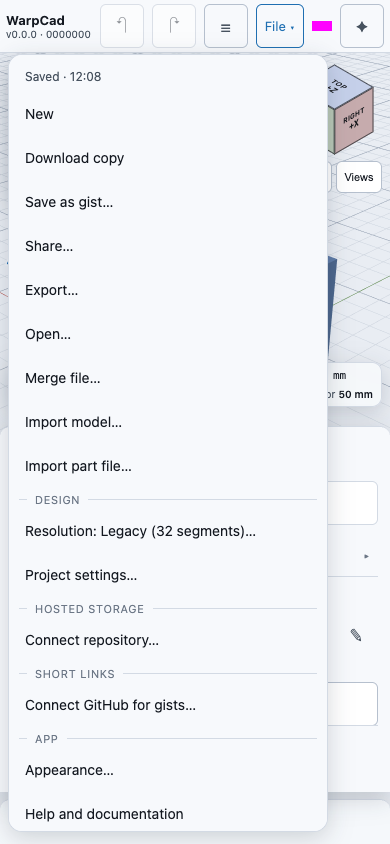 WarpCad
v0.0.0 · 0000000
File
Saved · 12:08
New
Download copy
Save as gist...
Share...
Export...
Open...
Merge file...
Import model...
Import part file...
DESIGN
Resolution: Legacy (32 segments)...
Project settings...
HOSTED STORAGE
Connect repository...
SHORT LINKS
Connect GitHub for gists...
APP
Appearance...
Help and documentation
TOP
+Z
RIGHT
+X
Views
mm
or 50 mm